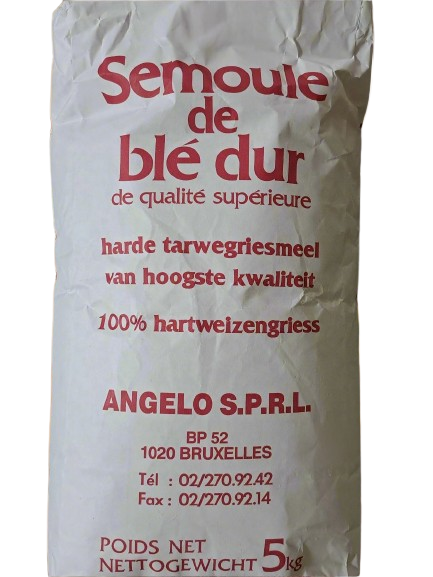 Semoule
de
blé dur
de qualité supérieure
harde tarwegriesmeel
van hoogste kwaliteit
100% hartweizengriess
ANGELO S.P.R.L.
BP 52
1020 BRUXELLES
Tél : 02/270.92.42
Fax : 02/270.92.14
POIDS NET
NETTOGEWICHT 5kg